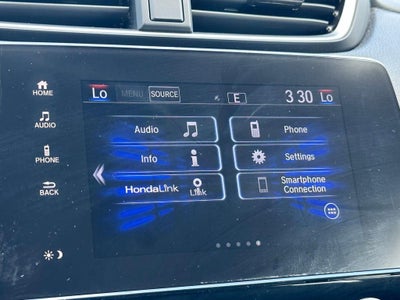 HOME
AUDIO
PHONE
BACK
Lo MENU SOURCE E 3 30 Lo
Audio Phone
Info Settings
HondaLink Link Smartphone
Connection